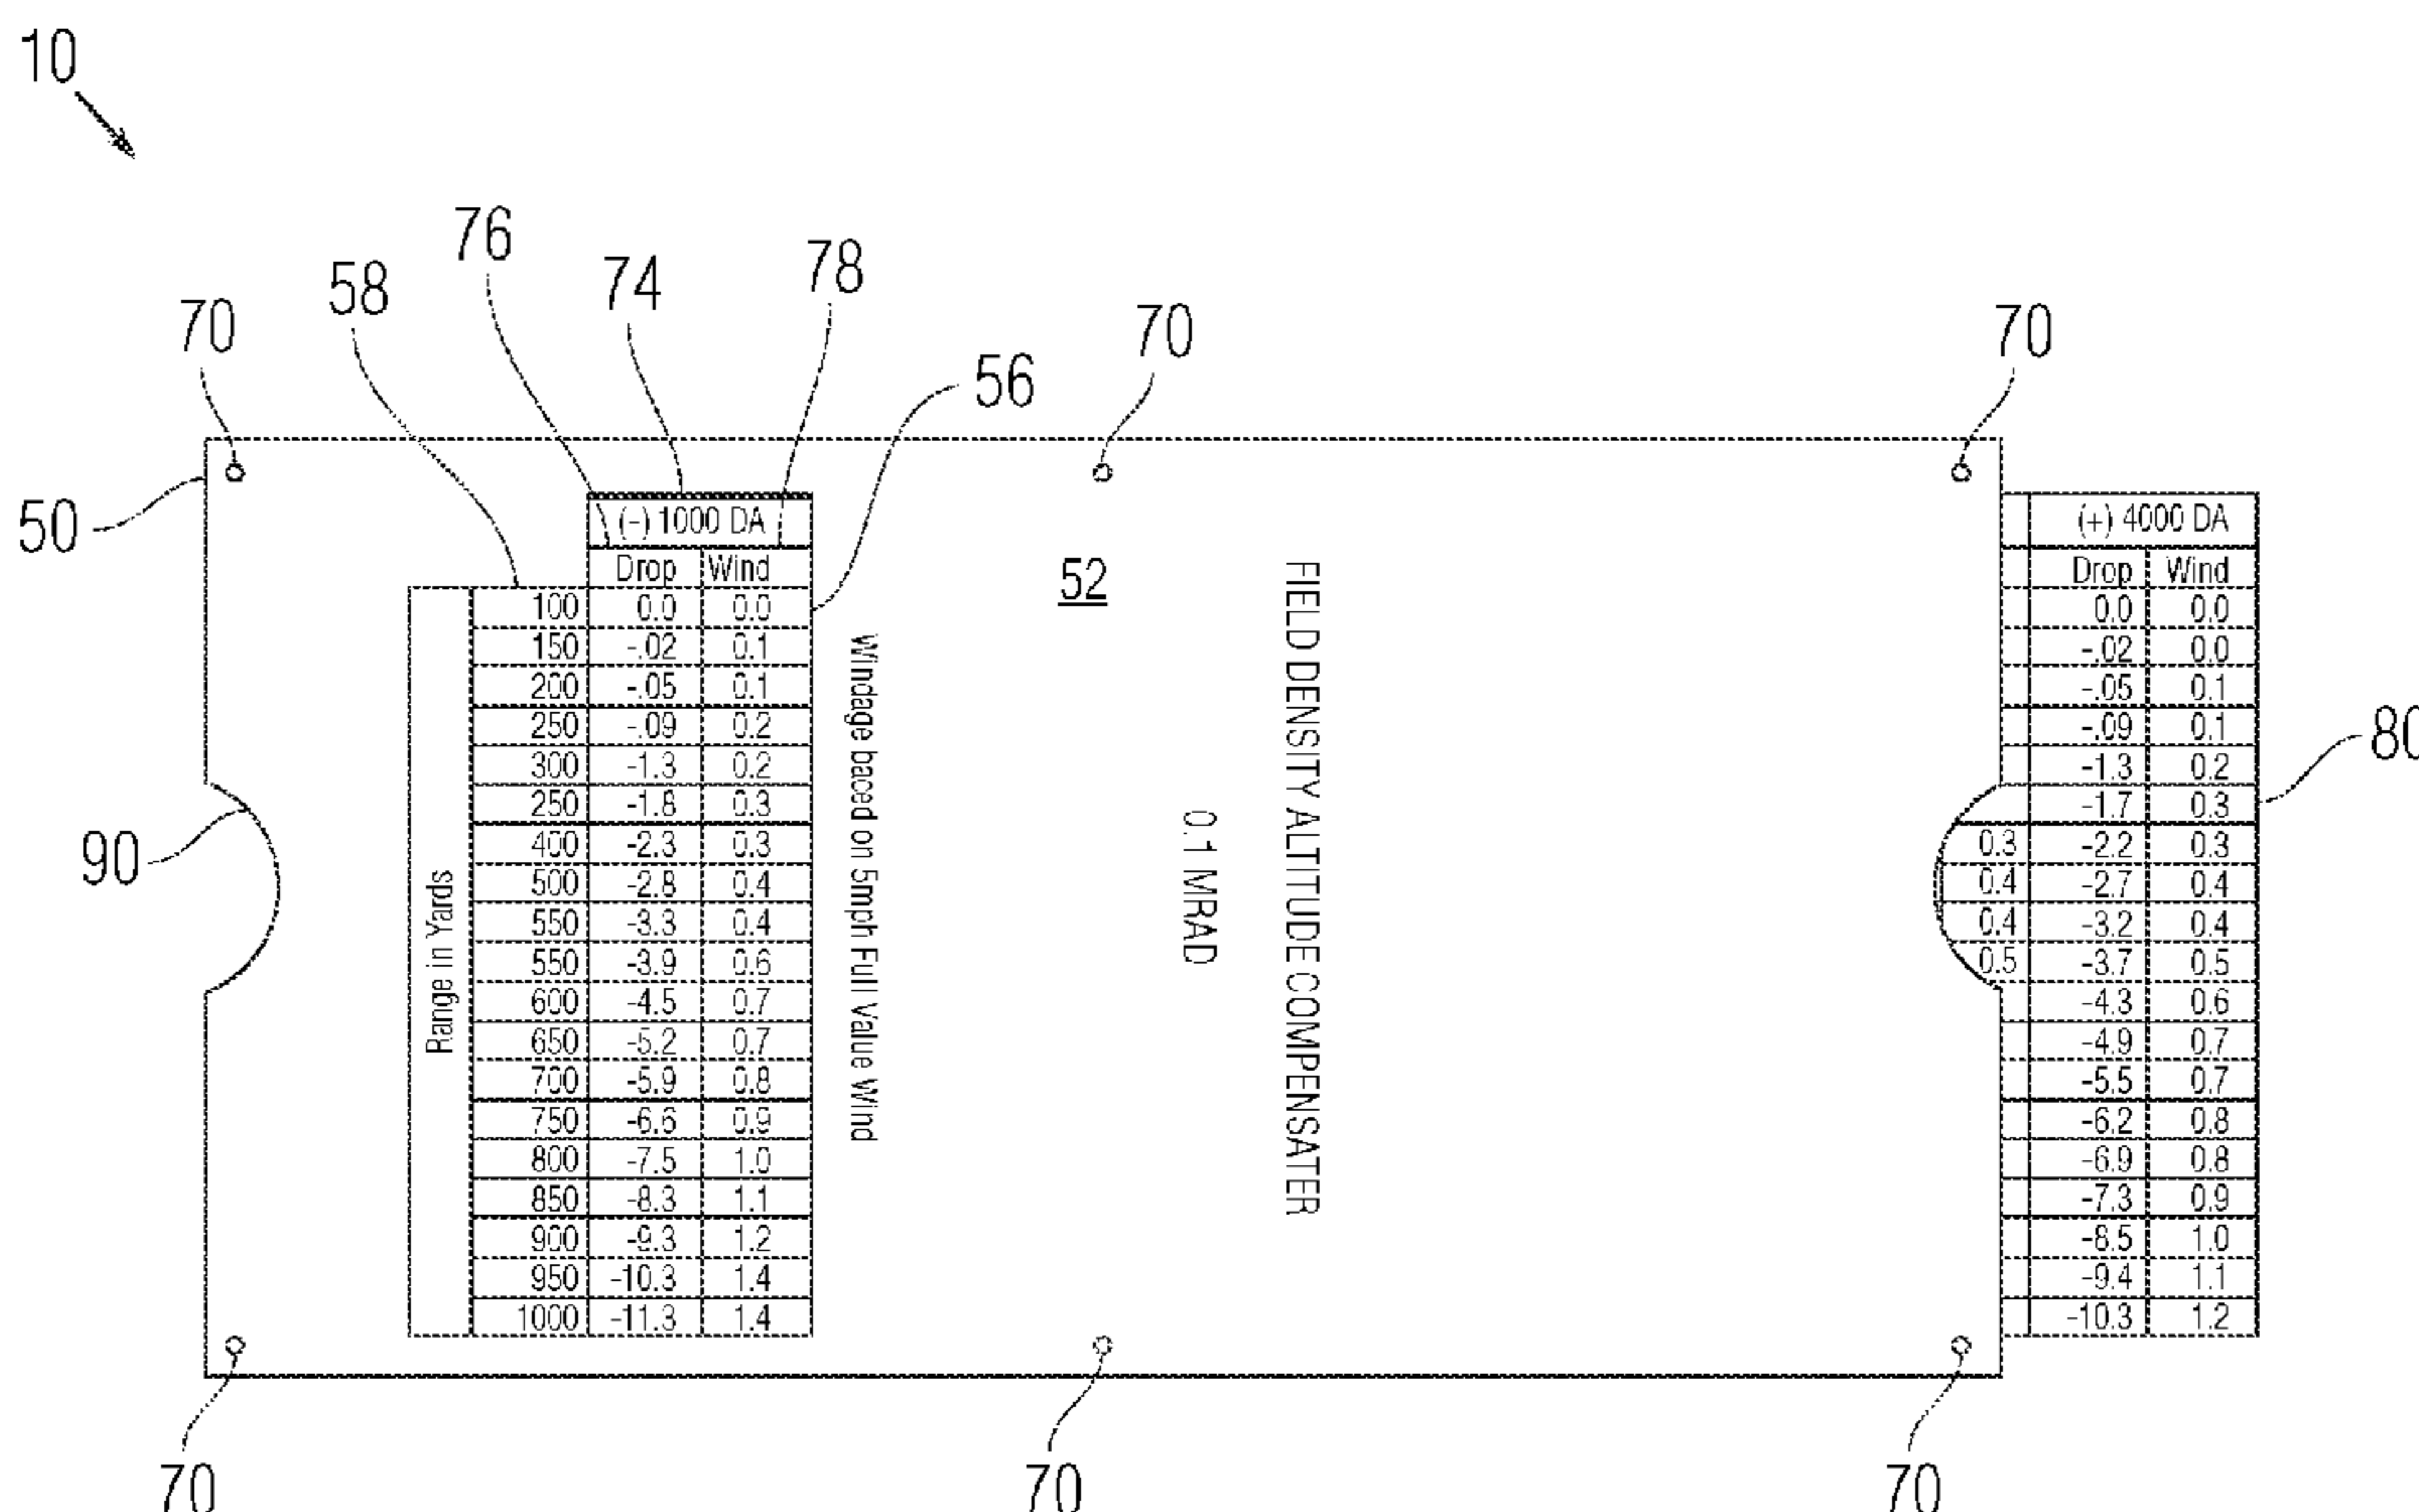 10
76
74
78
58
70
70
70
56
50
(-) 1000 DA
Drop Wind
100 0.0 0.0
150 -.02 0.1
200 -.05 0.1
250 -.09 0.2
300 -1.3 0.2
250 -1.8 0.3
400 -2.3 0.3
500 -2.8 0.4
550 -3.3 0.4
550 -3.9 0.6
600 -4.5 0.7
650 -5.2 0.7
700 -5.9 0.8
750 -6.6 0.9
800 -7.5 1.0
850 -8.3 1.1
900 -9.3 1.2
950 -10.3 1.4
1000 -11.3 1.4
Range in Yards
Windage baced on 5mph Full Value Wind
52
0.1 MRAD
FIELD DENSITY ALTITUDE COMPENSATER
(+) 4000 DA
Drop Wind
0.0 0.0
-.02 0.0
-.05 0.1
-.09 0.1
-1.3 0.2
-1.7 0.3
0.3 -2.2 0.3
0.4 -2.7 0.4
0.4 -3.2 0.4
0.5 -3.7 0.5
-4.3 0.6
-4.9 0.7
-5.5 0.7
-6.2 0.8
-6.9 0.8
-7.3 0.9
-8.5 1.0
-9.4 1.1
-10.3 1.2
80
90
70
70
70